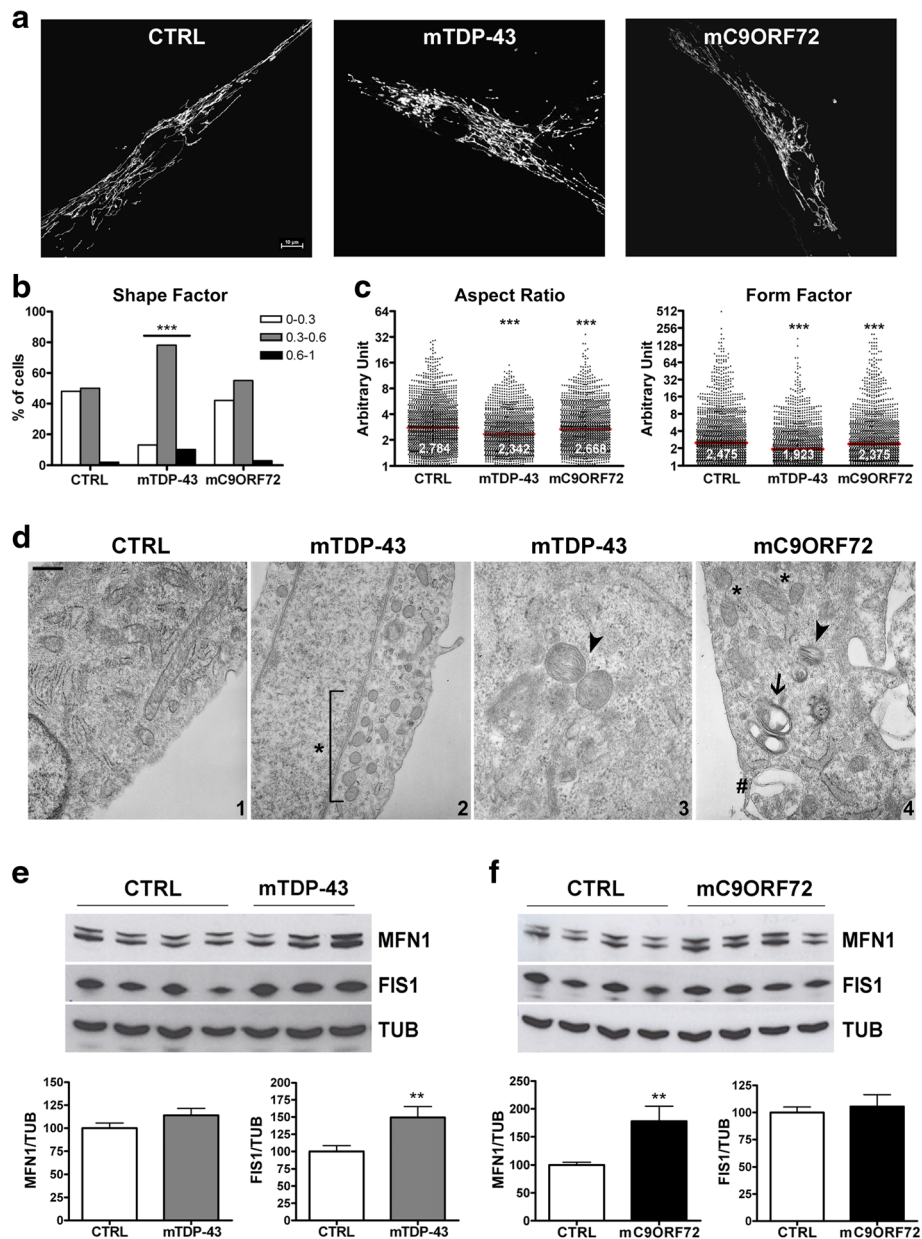 a
CTRL
mTDP-43
mC9ORF72
10 µm
b
Shape Factor
100
80
60
40
20
0
% of cells
***
0-0.3
0.3-0.6
0.6-1
CTRL
mTDP-43
mC9ORF72
c
Aspect Ratio
Arbitrary Unit
64
32
16
8
4
2
1
***
***
2.784
2.342
2.668
CTRL
mTDP-43
mC9ORF72
Form Factor
Arbitrary Unit
512
256
128
64
32
16
8
4
2
1
***
***
2.475
1.923
2.375
CTRL
mTDP-43
mC9ORF72
d
CTRL
mTDP-43
mTDP-43
mC9ORF72
1
*
2
3
*
*
#
4
e
CTRL
mTDP-43
MFN1
FIS1
TUB
MFN1/TUB
150
125
100
75
50
25
0
CTRL
mTDP-43
FIS1/TUB
200
175
150
125
100
75
50
25
0
**
CTRL
mTDP-43
f
CTRL
mC9ORF72
MFN1
FIS1
TUB
MFN1/TUB
250
200
150
100
50
0
**
CTRL
mC9ORF72
FIS1/TUB
125
100
75
50
25
0
CTRL
mC9ORF72